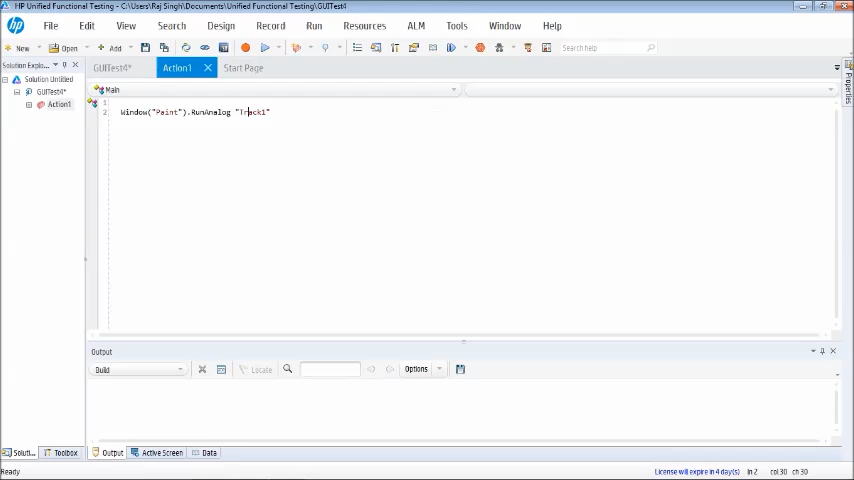 HP Unified Functional Testing - C:\Users\Raj Singh\Documents\Unified Functional Testing\GUITest4
hp File Edit View Search Design Record Run Resources ALM Tools Window Help
New Open Add Search help
Solution Explo...
GUITest4* Action1 Start Page
Solution Untitled
GUITest4*
Action1
Main
1
2 Window("Paint").RunAnalog "Track1"
Properties
Output
Build Locate Options
Soluti... Toolbox Output Active Screen Data
Ready License will expire in 4 day(s) ln 2 col 30 ch 30